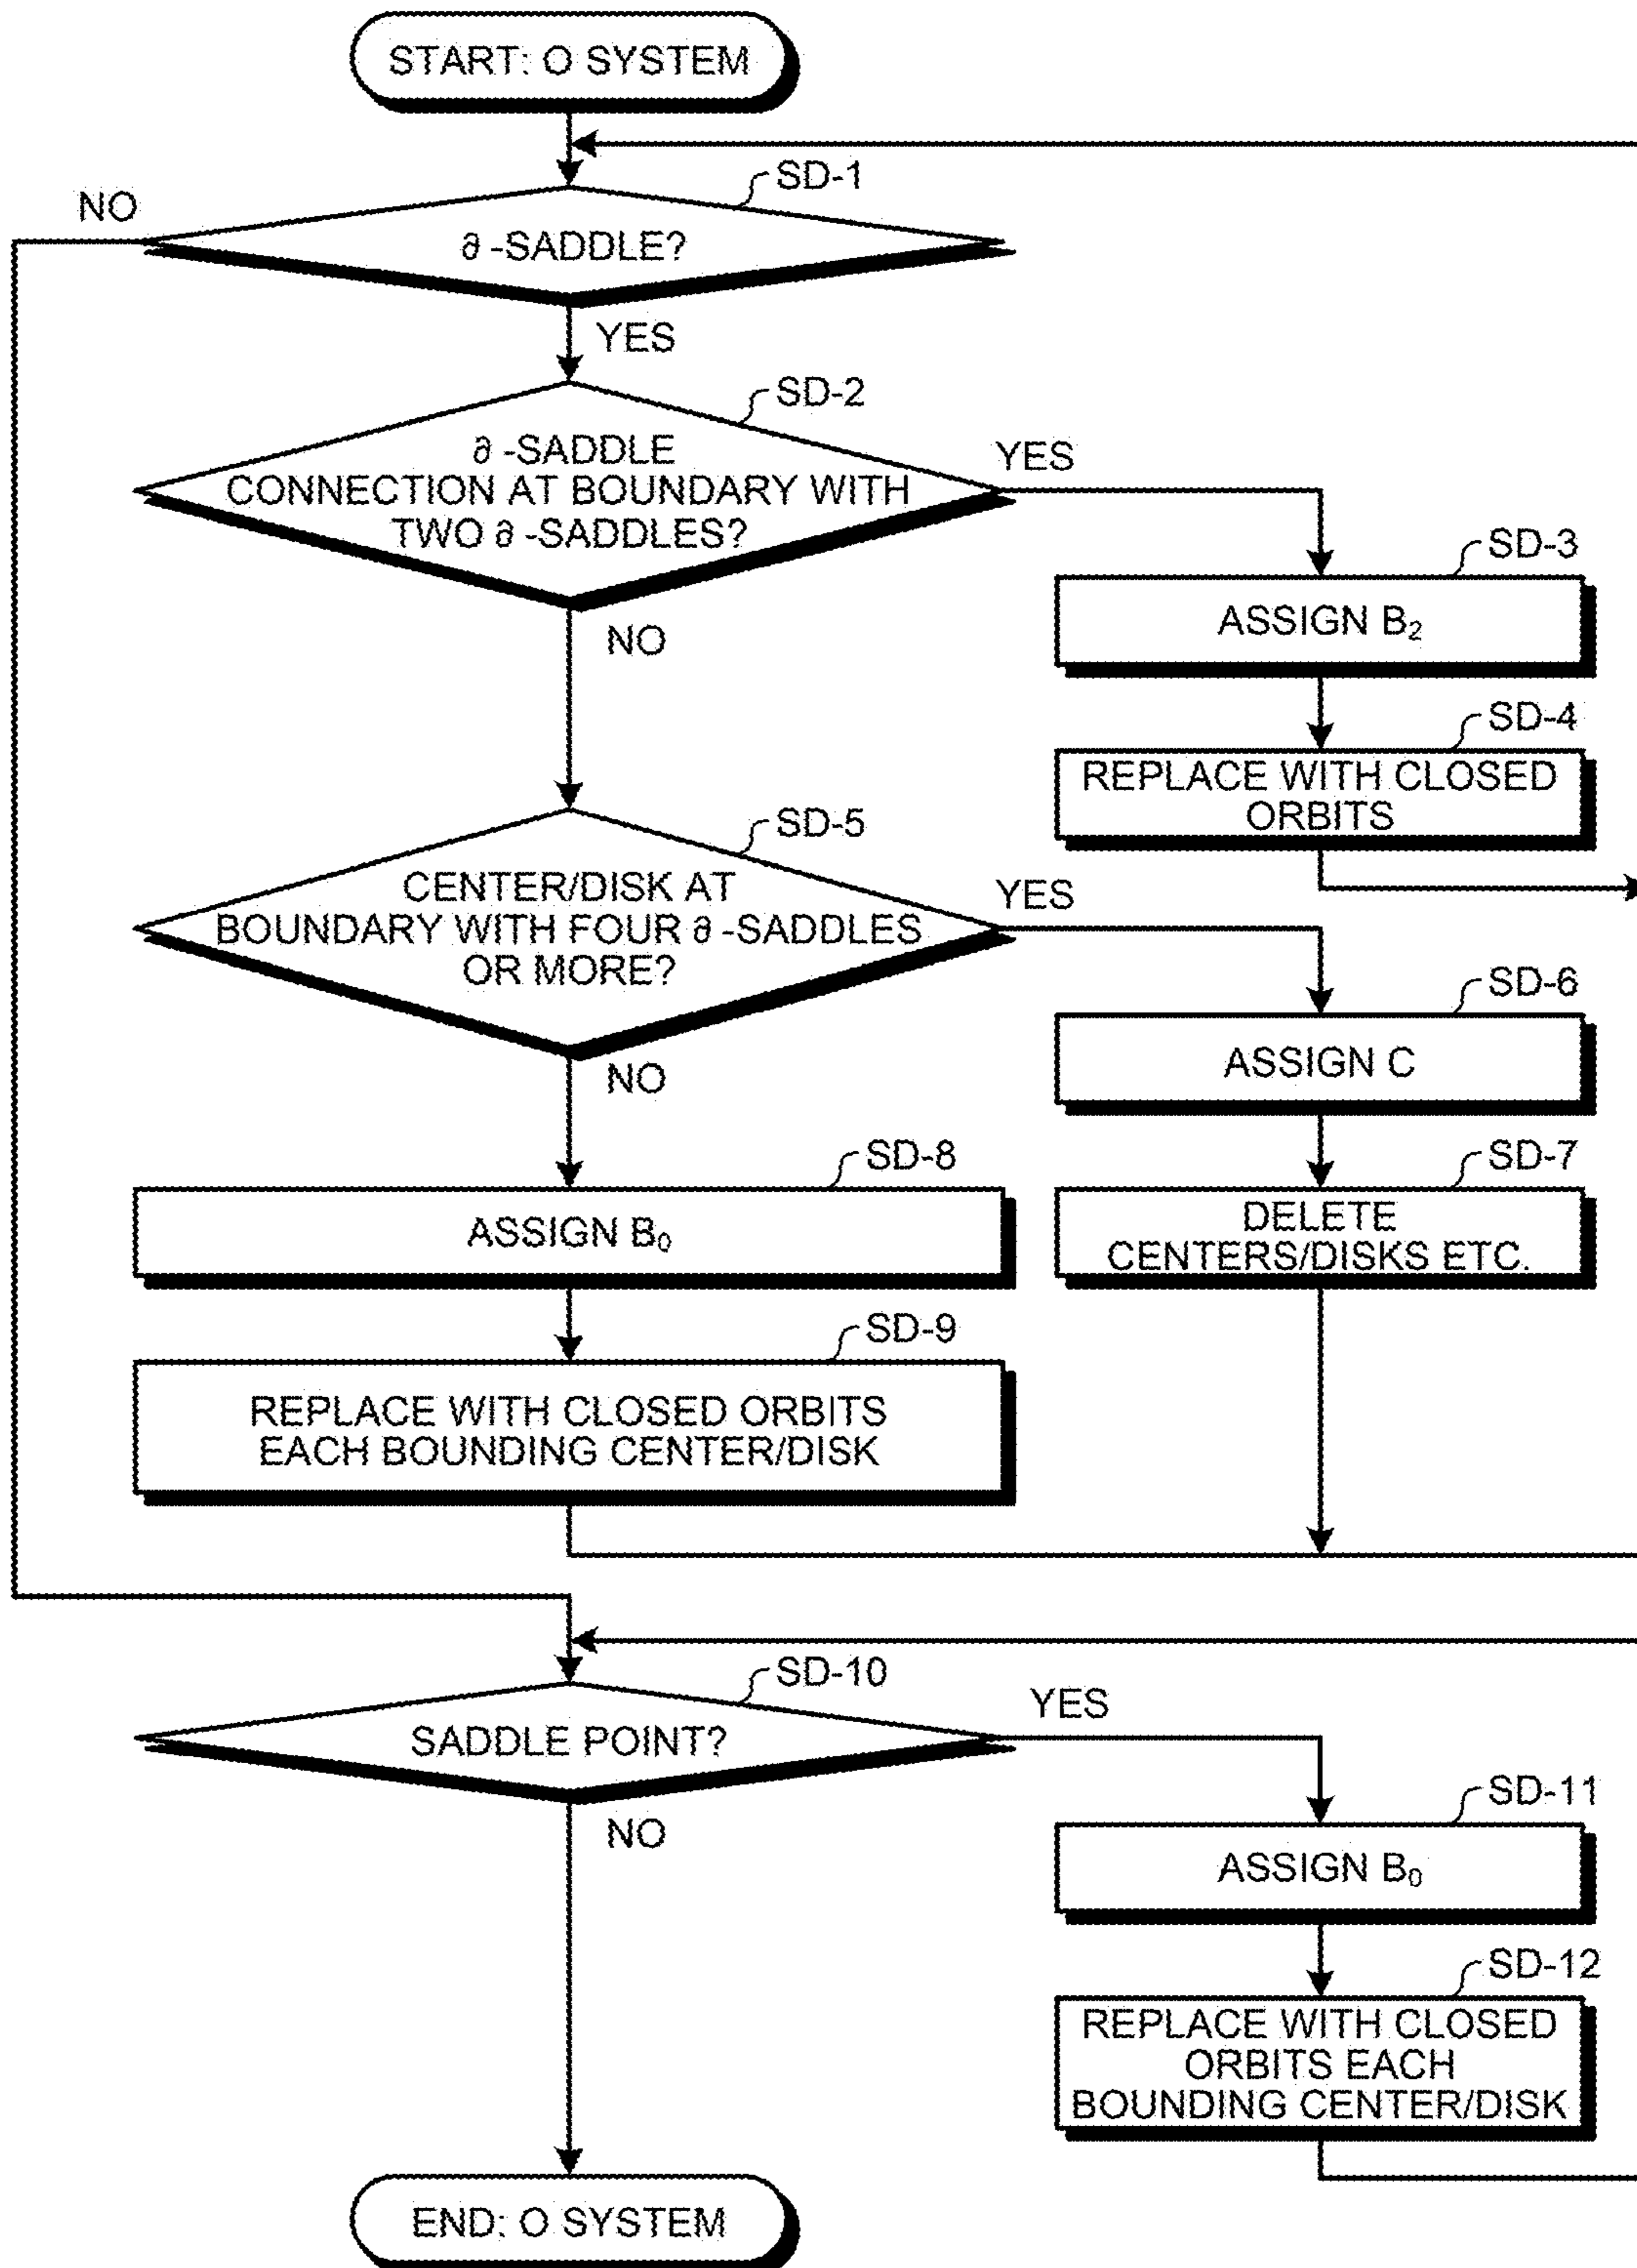 START: O SYSTEM
SD-1
NO
∂-SADDLE?
YES
SD-2
∂-SADDLE
CONNECTION AT BOUNDARY WITH
TWO ∂-SADDLES?
YES
NO
SD-3
ASSIGN B₂
SD-4
REPLACE WITH CLOSED
ORBITS
SD-5
CENTER/DISK AT
BOUNDARY WITH FOUR ∂-SADDLES
OR MORE?
YES
NO
SD-6
ASSIGN C
SD-7
DELETE
CENTERS/DISKS ETC.
SD-8
ASSIGN B₀
SD-9
REPLACE WITH CLOSED ORBITS
EACH BOUNDING CENTER/DISK
SD-10
SADDLE POINT?
YES
NO
SD-11
ASSIGN B₀
SD-12
REPLACE WITH CLOSED
ORBITS EACH
BOUNDING CENTER/DISK
END: O SYSTEM